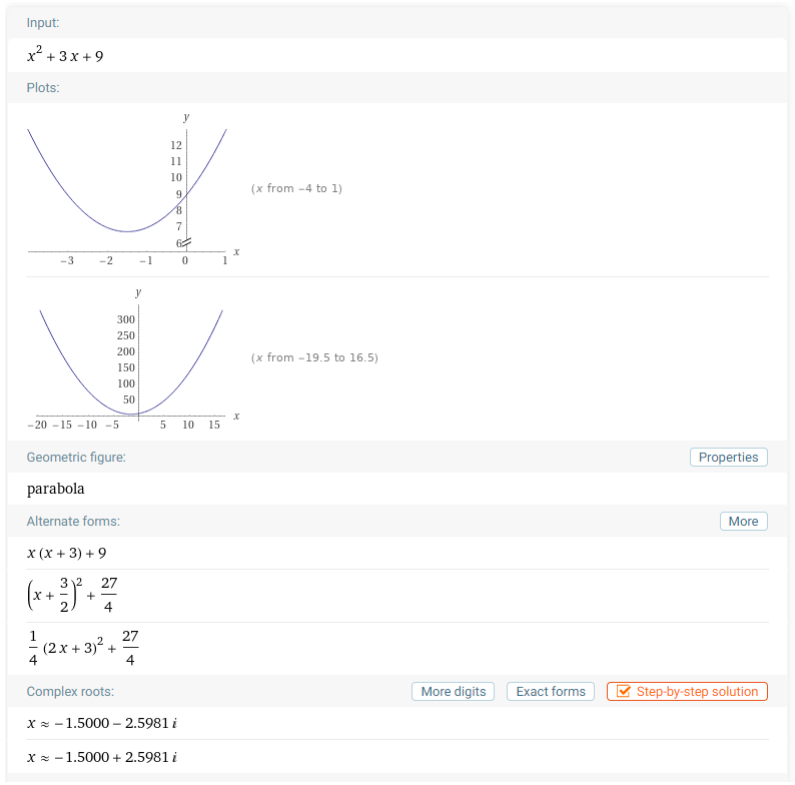 Input:
x² + 3 x + 9
Plots:
y
12
11
10
9
8
7
6
-3 -2 -1 0 1 x
(x from -4 to 1)
y
300
250
200
150
100
50
-20 -15 -10 -5 5 10 15 x
(x from -19.5 to 16.5)
Geometric figure: Properties
parabola
Alternate forms: More
x (x + 3) + 9
(x + 3/2)² + 27/4
1/4 (2 x + 3)² + 27/4
Complex roots: More digits Exact forms Step-by-step solution
x ≈ -1.5000 - 2.5981 i
x ≈ -1.5000 + 2.5981 i